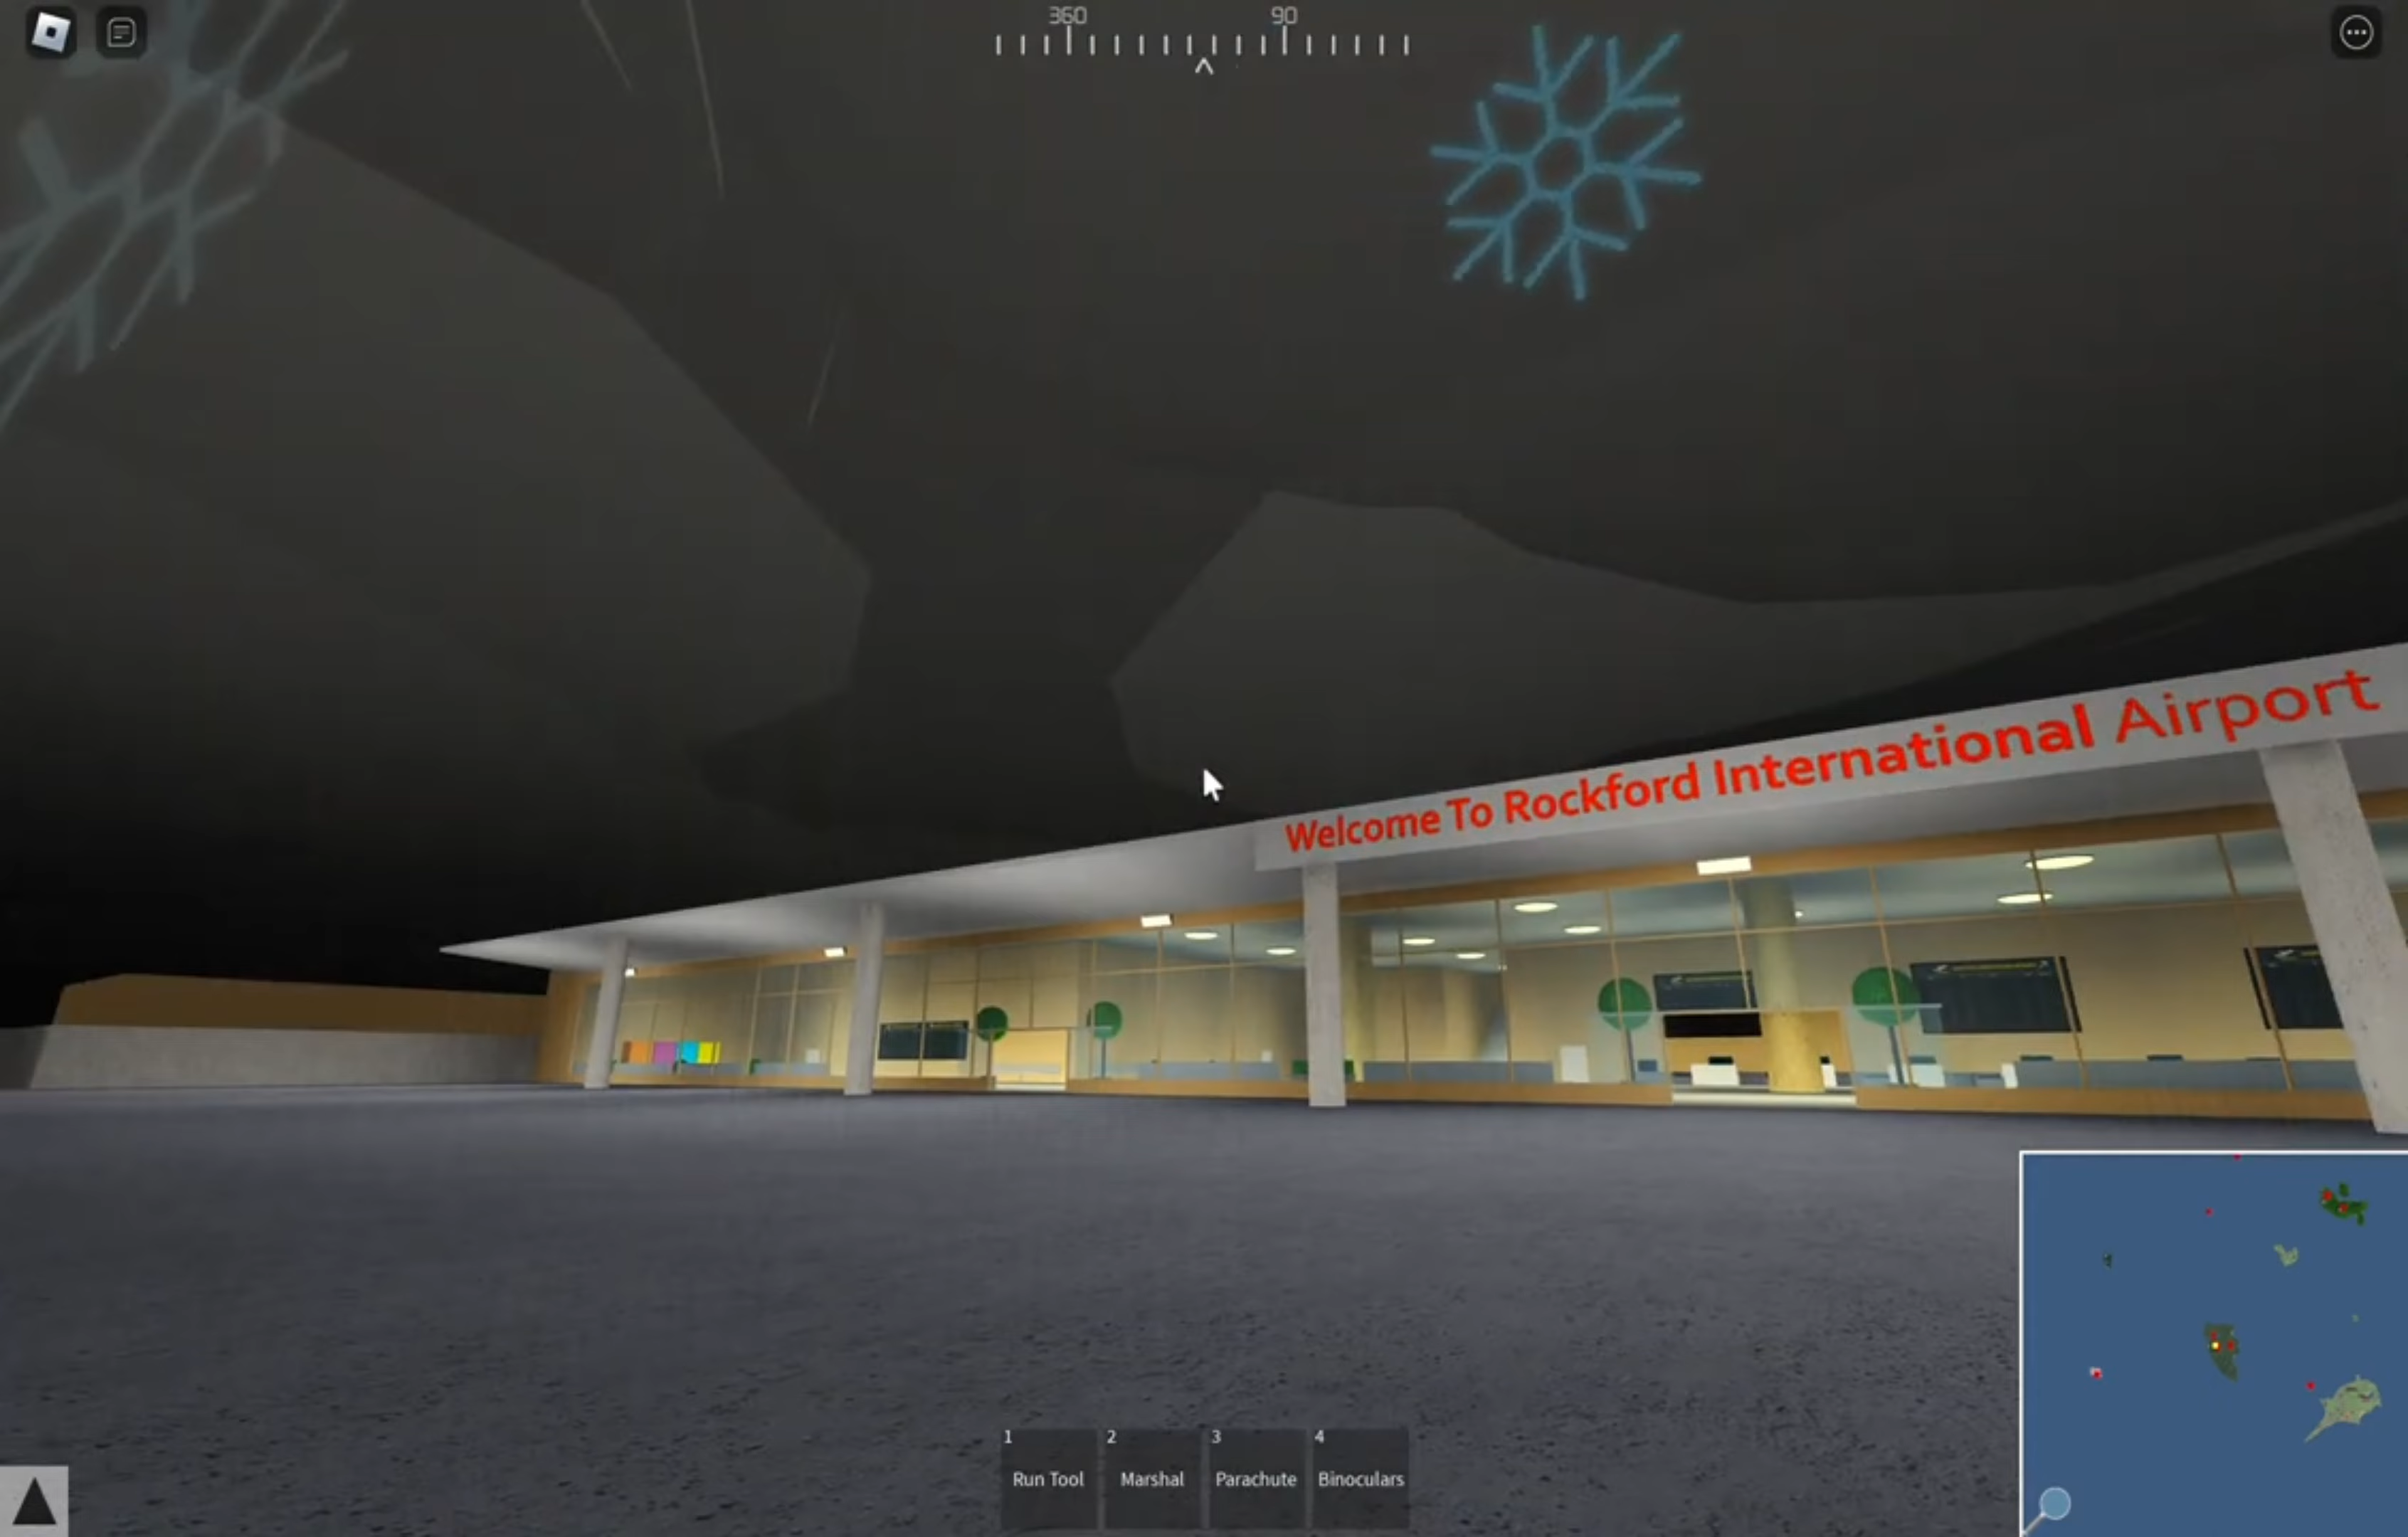 360 90
Welcome To Rockford International Airport
1 2 3 4
Run Tool Marshal Parachute Binoculars